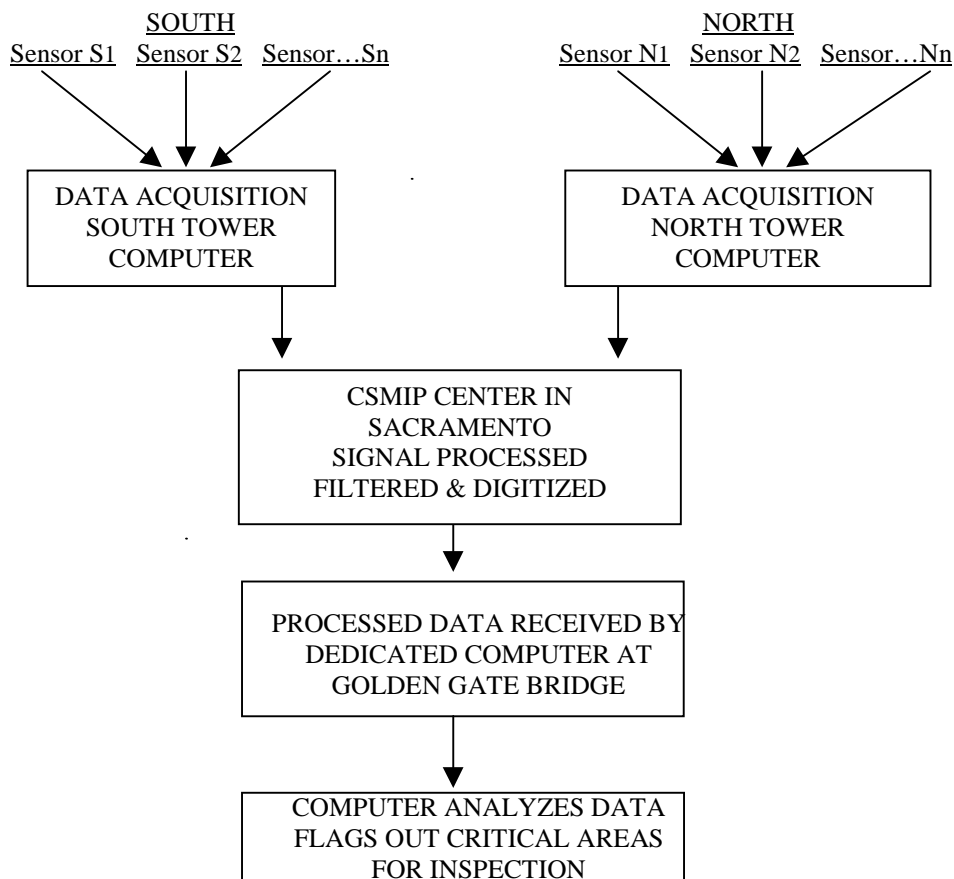 SOUTH
Sensor S1 Sensor S2 Sensor…Sn
NORTH
Sensor N1 Sensor N2 Sensor…Nn
DATA ACQUISITION
SOUTH TOWER
COMPUTER
DATA ACQUISITION
NORTH TOWER
COMPUTER
CSMIP CENTER IN
SACRAMENTO
SIGNAL PROCESSED
FILTERED & DIGITIZED
PROCESSED DATA RECEIVED BY
DEDICATED COMPUTER AT
GOLDEN GATE BRIDGE
COMPUTER ANALYZES DATA
FLAGS OUT CRITICAL AREAS
FOR INSPECTION